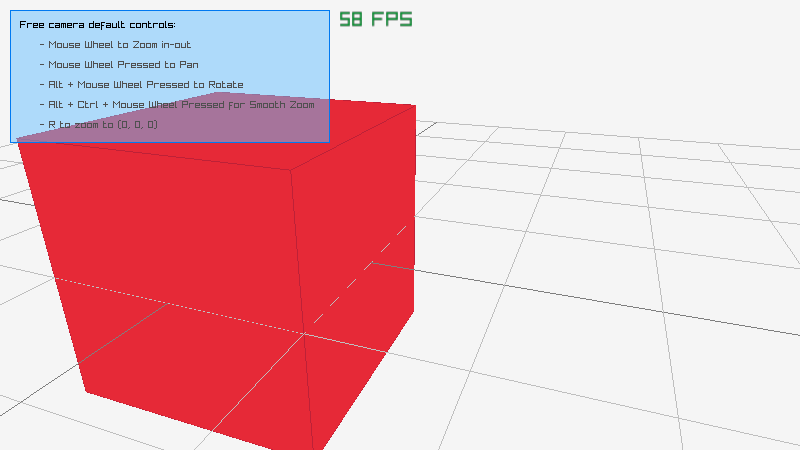 Free camera default controls:
- Mouse Wheel to Zoom in-out
- Mouse Wheel Pressed to Pan
- Alt + Mouse Wheel Pressed to Rotate
- Alt + Ctrl + Mouse Wheel Pressed for Smooth Zoom
- R to zoom to (0, 0, 0)
58 FPS